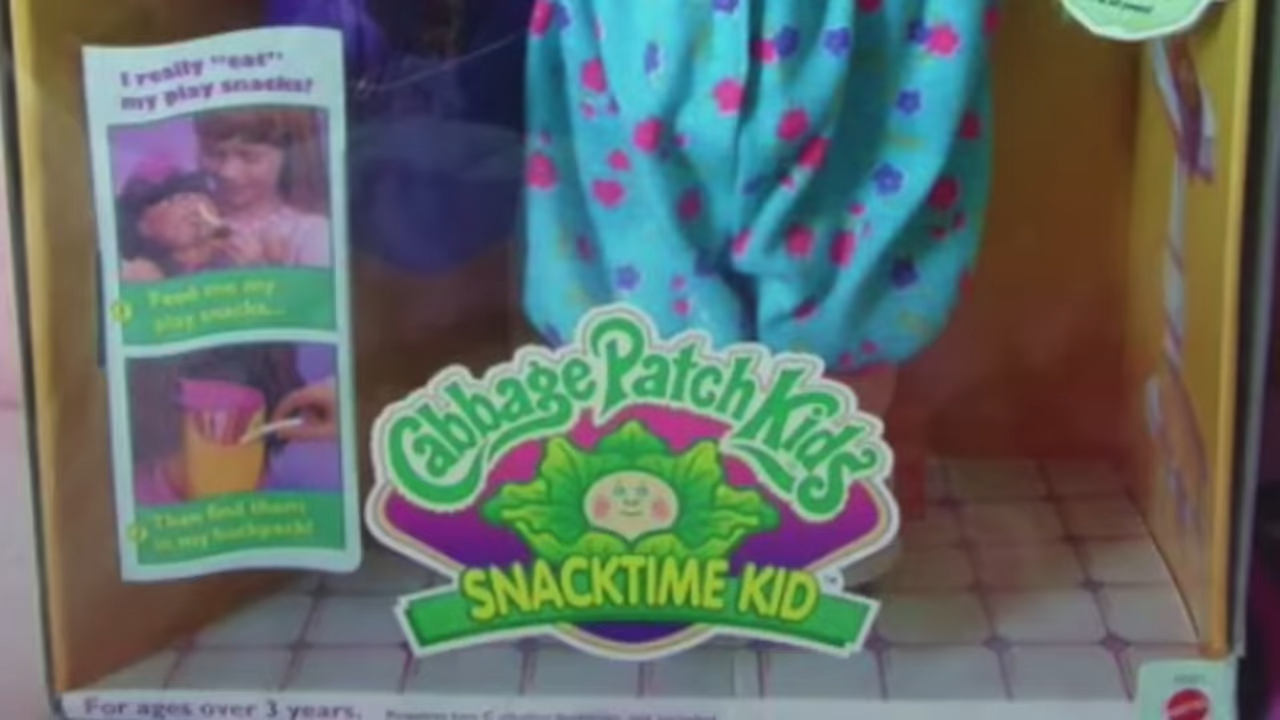 I really "eat"
my play snacks!
Feed me my
play snacks...
Then find them
in my backpack!
Cabbage Patch Kids
SNACKTIME KID
For ages over 3 years.